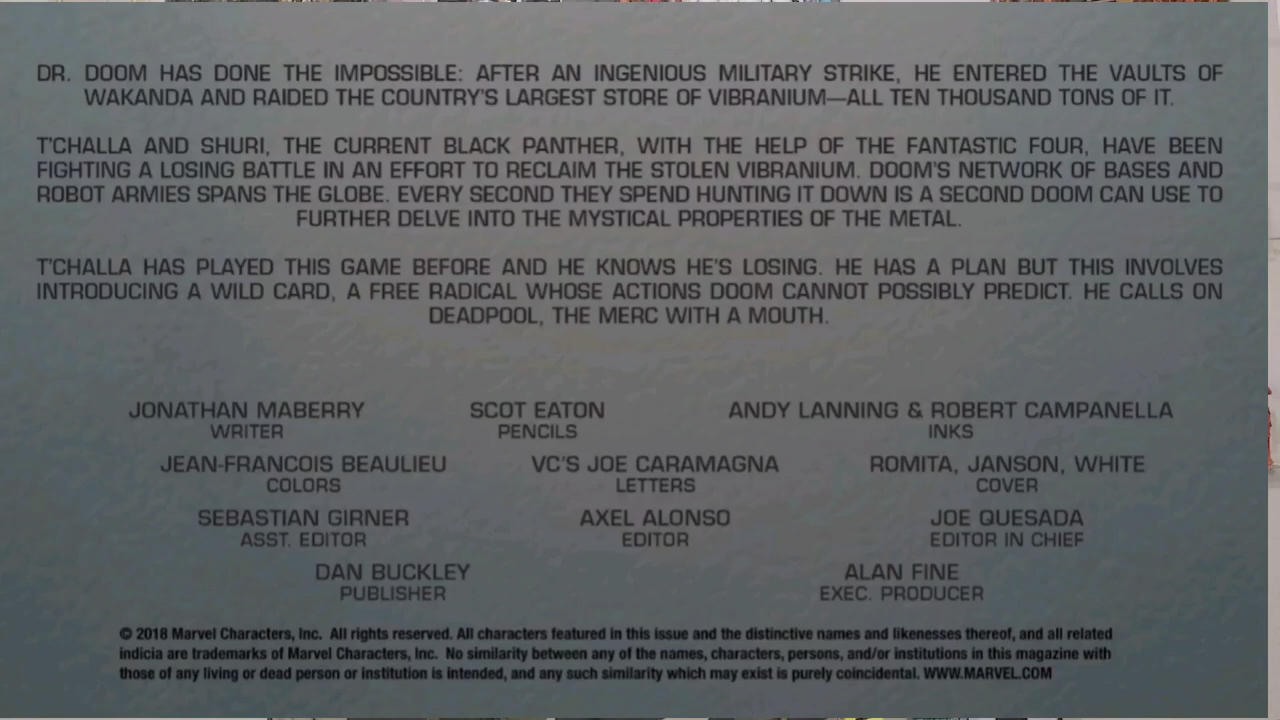 DR. DOOM HAS DONE THE IMPOSSIBLE: AFTER AN INGENIOUS MILITARY STRIKE, HE ENTERED THE VAULTS OF
WAKANDA AND RAIDED THE COUNTRY'S LARGEST STORE OF VIBRANIUM—ALL TEN THOUSAND TONS OF IT.
T'CHALLA AND SHURI, THE CURRENT BLACK PANTHER, WITH THE HELP OF THE FANTASTIC FOUR, HAVE BEEN
FIGHTING A LOSING BATTLE IN AN EFFORT TO RECLAIM THE STOLEN VIBRANIUM. DOOM'S NETWORK OF BASES AND
ROBOT ARMIES SPANS THE GLOBE. EVERY SECOND THEY SPEND HUNTING IT DOWN IS A SECOND DOOM CAN USE TO
FURTHER DELVE INTO THE MYSTICAL PROPERTIES OF THE METAL.
T'CHALLA HAS PLAYED THIS GAME BEFORE AND HE KNOWS HE'S LOSING. HE HAS A PLAN BUT THIS INVOLVES
INTRODUCING A WILD CARD, A FREE RADICAL WHOSE ACTIONS DOOM CANNOT POSSIBLY PREDICT. HE CALLS ON
DEADPOOL, THE MERC WITH A MOUTH.
JONATHAN MABERRY SCOT EATON ANDY LANNING & ROBERT CAMPANELLA
WRITER PENCILS INKS
JEAN-FRANCOIS BEAULIEU VC'S JOE CARAMAGNA ROMITA, JANSON, WHITE
COLORS LETTERS COVER
SEBASTIAN GIRNER AXEL ALONSO JOE QUESADA
ASST. EDITOR EDITOR EDITOR IN CHIEF
DAN BUCKLEY ALAN FINE
PUBLISHER EXEC. PRODUCER
© 2018 Marvel Characters, Inc. All rights reserved. All characters featured in this issue and the distinctive names and likenesses thereof, and all related
indicia are trademarks of Marvel Characters, Inc. No similarity between any of the names, characters, persons, and/or institutions in this magazine with
those of any living or dead person or institution is intended, and any such similarity which may exist is purely coincidental. WWW.MARVEL.COM